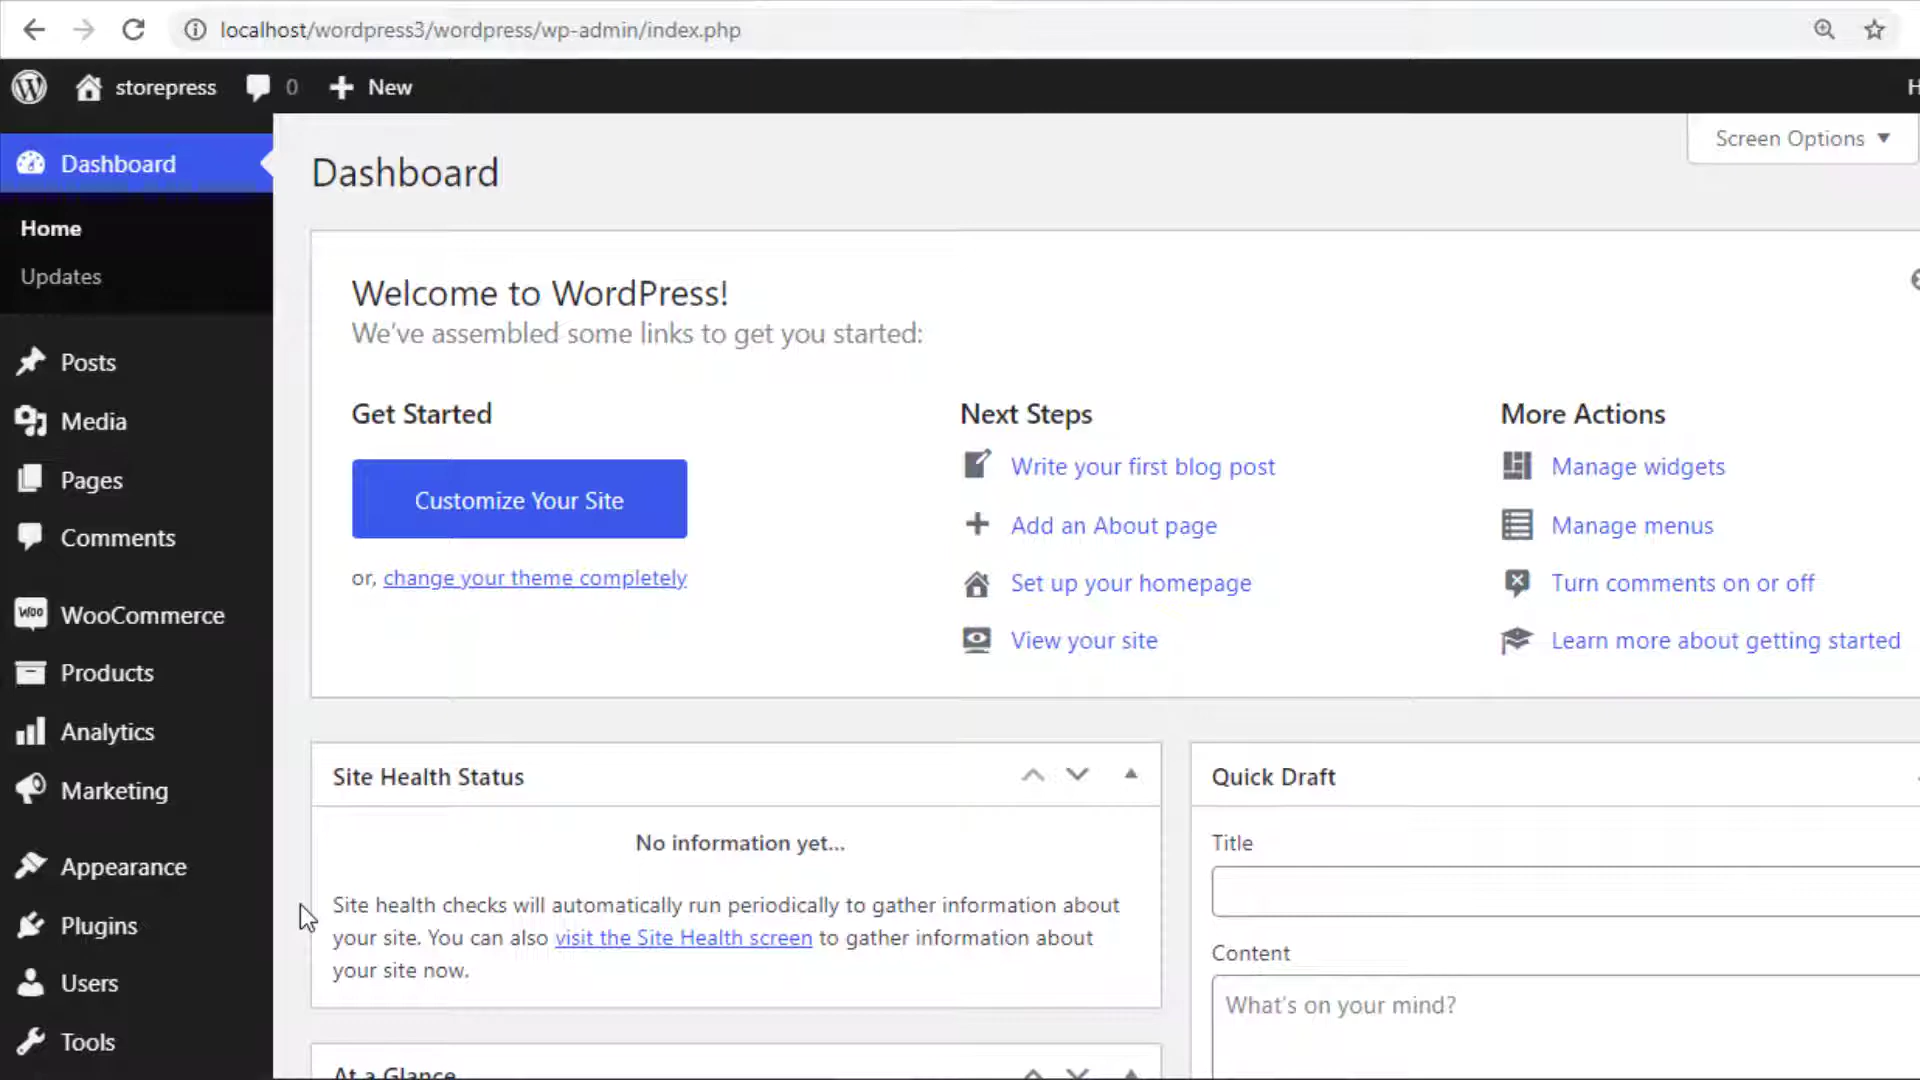 localhost/wordpress3/wordpress/wp-admin/index.php
storepress 0 New
Screen Options
Dashboard
Home
Updates
Posts
Media
Pages
Comments
WooCommerce
Products
Analytics
Marketing
Appearance
Plugins
Users
Tools
Dashboard
Welcome to WordPress!
We've assembled some links to get you started:
Get Started
Customize Your Site
or, change your theme completely
Next Steps
Write your first blog post
Add an About page
Set up your homepage
View your site
More Actions
Manage widgets
Manage menus
Turn comments on or off
Learn more about getting started
Site Health Status
No information yet...
Site health checks will automatically run periodically to gather information about
your site. You can also visit the Site Health screen to gather information about
your site now.
At a Glance
Quick Draft
Title
Content
What's on your mind?